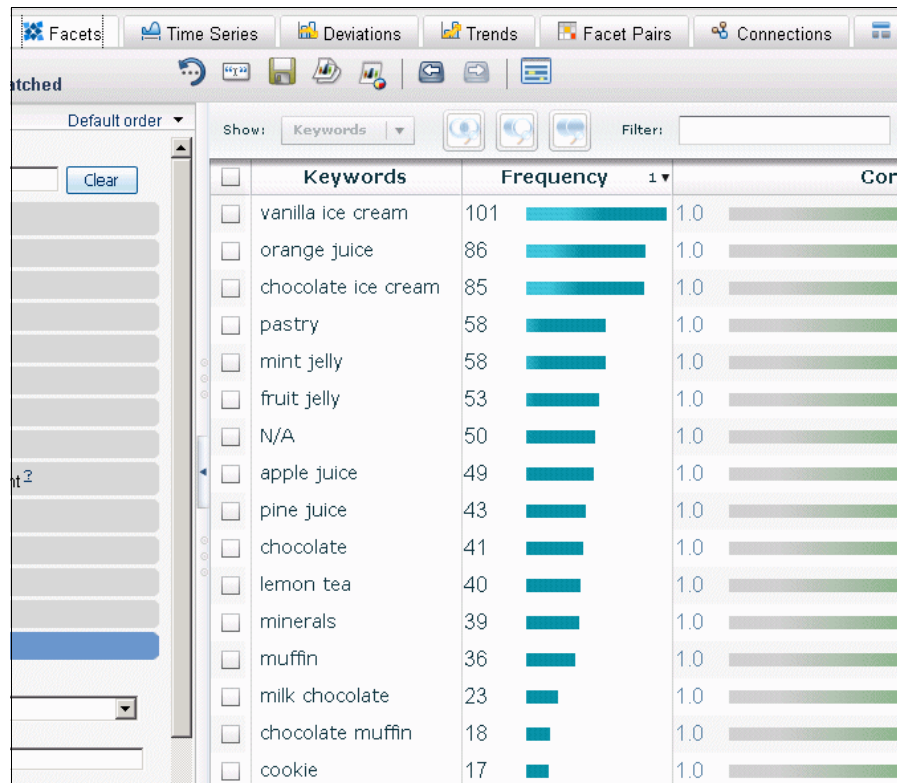 Facets Time Series Deviations Trends Facet Pairs Connections
atched
Default order
Show: Keywords Filter:
Clear
Keywords Frequency 1 Cor
vanilla ice cream 101 1.0
orange juice 86 1.0
chocolate ice cream 85 1.0
pastry 58 1.0
mint jelly 58 1.0
fruit jelly 53 1.0
N/A 50 1.0
apple juice 49 1.0
nt ?
pine juice 43 1.0
chocolate 41 1.0
lemon tea 40 1.0
minerals 39 1.0
muffin 36 1.0
milk chocolate 23 1.0
chocolate muffin 18 1.0
cookie 17 1.0